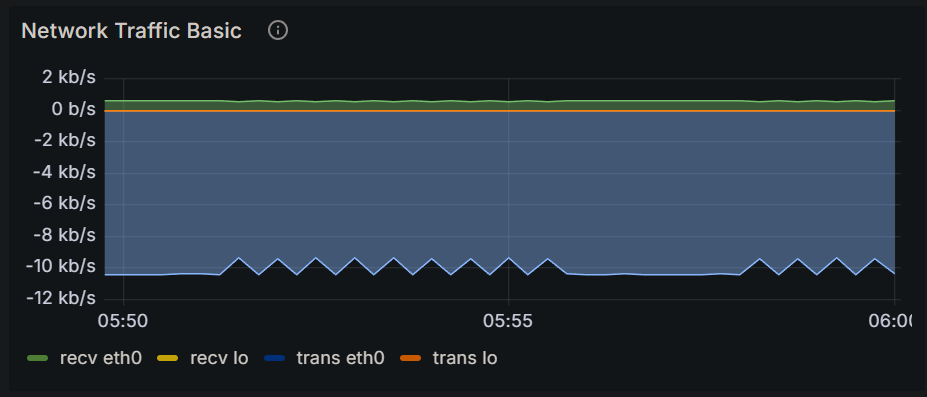 Network Traffic Basic
2 kb/s
0 b/s
-2 kb/s
-4 kb/s
-6 kb/s
-8 kb/s
-10 kb/s
-12 kb/s
05:50 05:55 06:00
recv eth0 recv lo trans eth0 trans lo